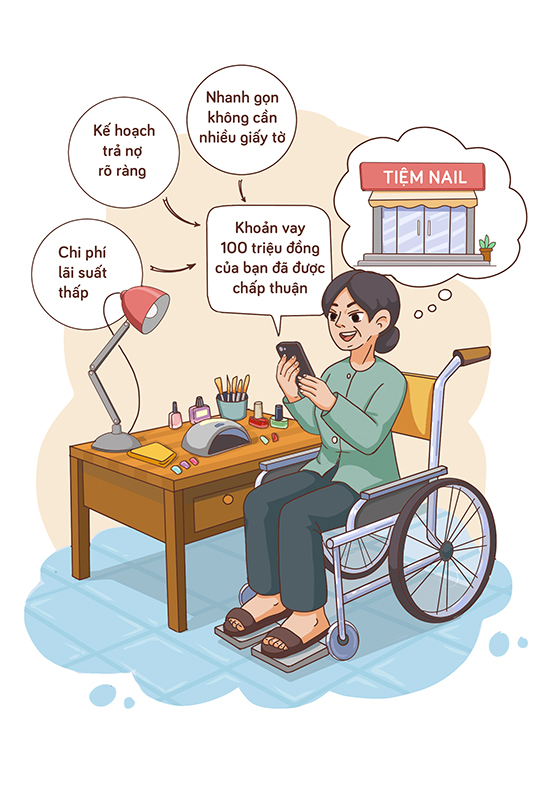 Nhanh gọn
không cần
nhiều giấy tờ
Kế hoạch
trả nợ
rõ ràng
TIỆM NAIL
Chi phí
lãi suất
thấp
Khoản vay
100 triệu đồng
của bạn đã được
chấp thuận